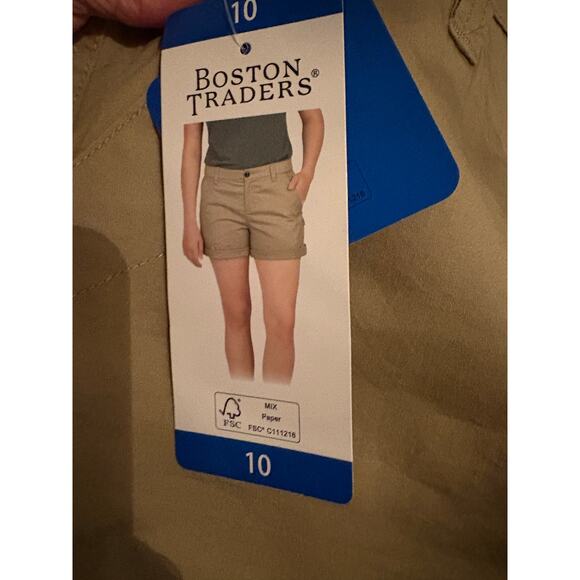 10
BOSTON
TRADERS®
MIX
Paper
FSC® C111216
FSC
10